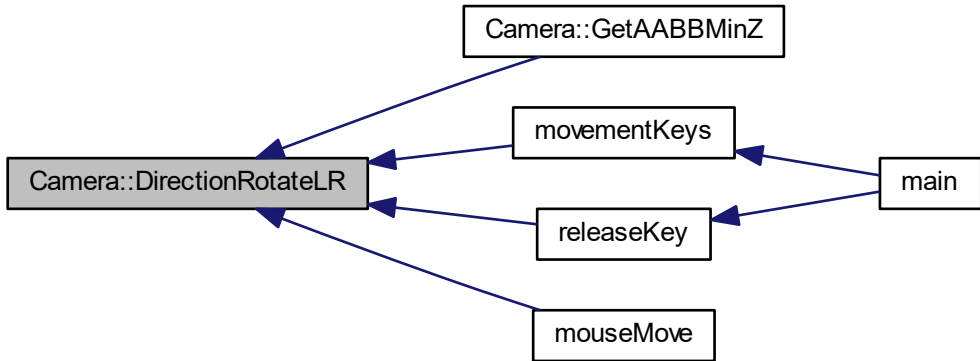 Camera::GetAABBMinZ
movementKeys
Camera::DirectionRotateLR
main
releaseKey
mouseMove